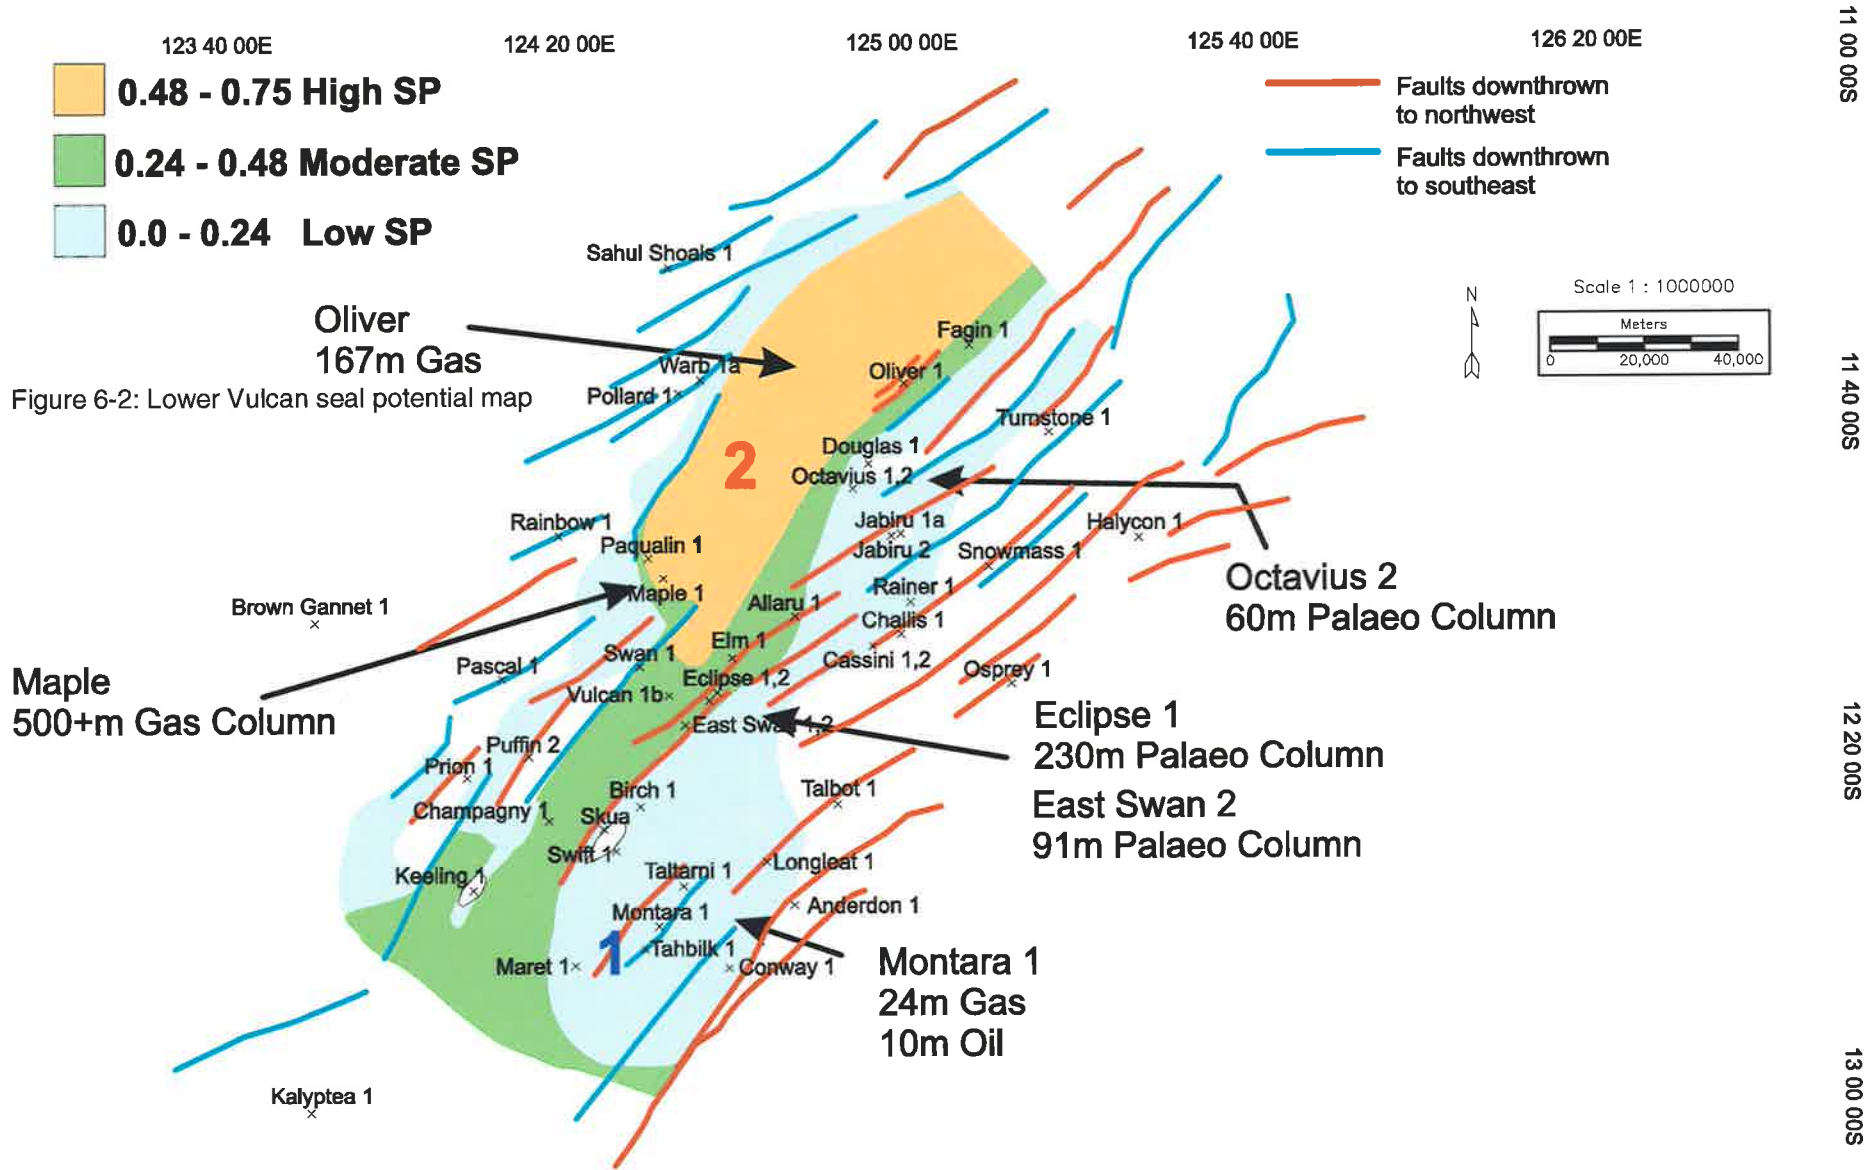 123 40 00E
124 20 00E
125 00 00E
125 40 00E
126 20 00E
11 00 00S
0.48 - 0.75 High SP
0.24 - 0.48 Moderate SP
0.0 - 0.24 Low SP
Faults downthrown
to northwest
Faults downthrown
to southeast
Sahul Shoals 1
N
Scale 1 : 1000000
Meters
0 20,000 40,000
Oliver
167m Gas
Fagin 1
Warb 1a
Oliver 1
Pollard 1
Figure 6-2: Lower Vulcan seal potential map
11 40 00S
Turnstone 1
Douglas 1
2
Octavius 1,2
Rainbow 1
Jabiru 1a
Halycon 1
Paqualin 1
Jabiru 2
Snowmass 1
Octavius 2
60m Palaeo Column
Maple 1
Rainer 1
Brown Gannet 1
Allaru 1
Challis 1
Elm 1
Swan 1
Cassini 1,2
Pascal 1
Osprey 1
Maple
500+m Gas Column
Eclipse 1,2
Vulcan 1b
East Swan 1,2
Eclipse 1
230m Palaeo Column
East Swan 2
91m Palaeo Column
12 20 00S
Puffin 2
Prion 1
Birch 1
Talbot 1
Champagny 1
Skua
Swift 1
Longleat 1
Keeling 1
Taltarni 1
Montara 1
Anderdon 1
1
Tahbilk 1
Maret 1
Conway 1
Montara 1
24m Gas
10m Oil
Kalyptea 1
13 00 00S